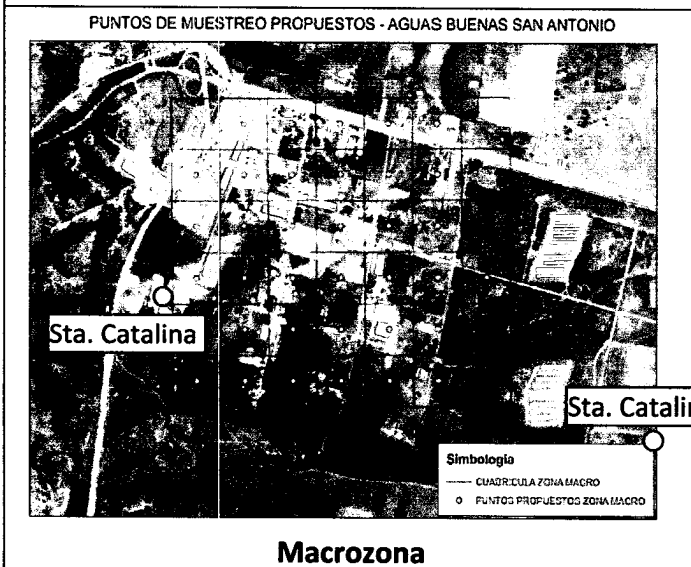 PUNTOS DE MUESTREO PROPUESTOS - AGUAS BUENAS SAN ANTONIO
Sta. Catalina
Sta. Catalin
Simbología
CUADRICULA ZONA MACRO
PUNTOS PROPUESTOS ZONA MACRO
Macrozona